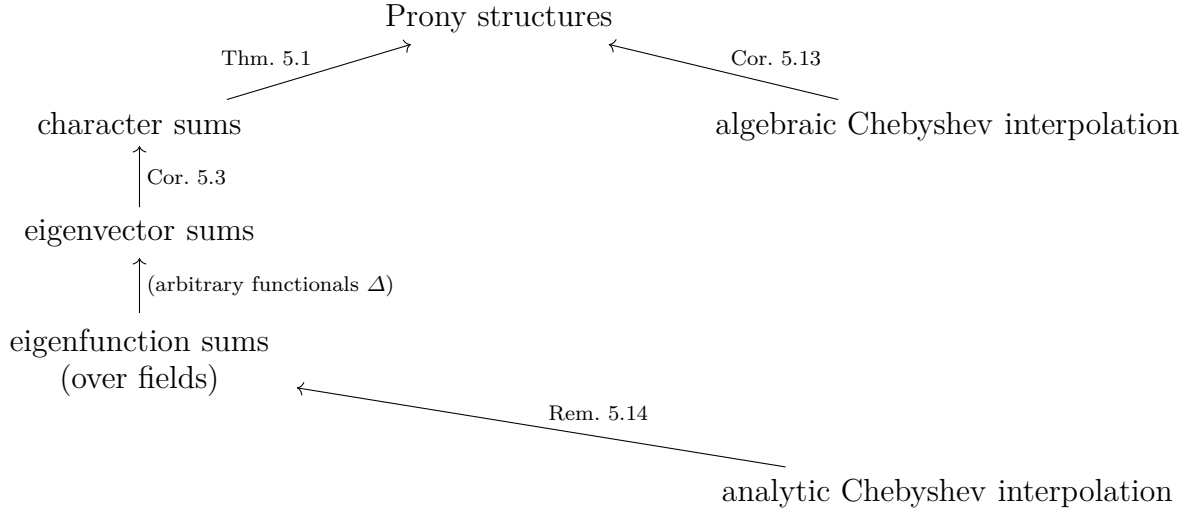 Prony structures
Thm. 5.1
Cor. 5.13
character sums
algebraic Chebyshev interpolation
Cor. 5.3
eigenvector sums
(arbitrary functionals Δ)
eigenfunction sums
(over fields)
Rem. 5.14
analytic Chebyshev interpolation